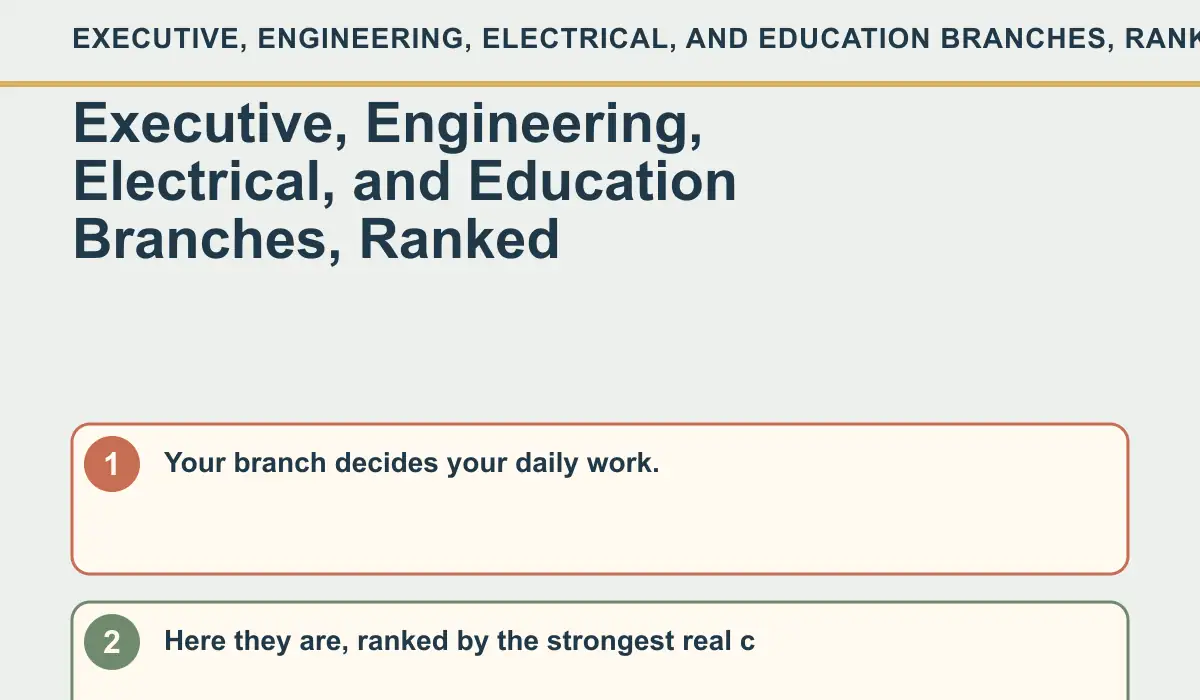 EXECUTIVE, ENGINEERING, ELECTRICAL, AND EDUCATION BRANCHES,
Executive, Engineering,
Electrical, and Education
Branches, Ranked
1
Your branch decides your daily work.
2
Here they are, ranked by the strongest real c